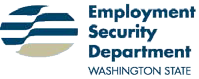 Employment
Security
Department
WASHINGTON STATE